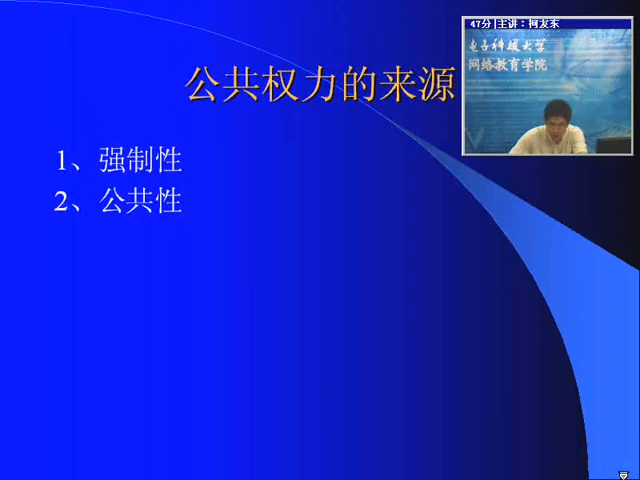 公共权力的来源
1、强制性
2、公共性
47分|主讲：柯友东
电子科技大学
网络教育学院